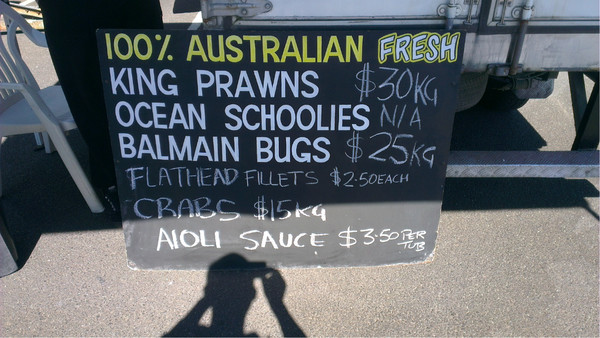 100% AUSTRALIAN FRESH
KING PRAWNS $30KG
OCEAN SCHOOLIES N/A
BALMAIN BUGS $25KG
FLATHEAD FILLETS $2.50EACH
CRABS $15KG
AIOLI SAUCE $3.50 PER TUB